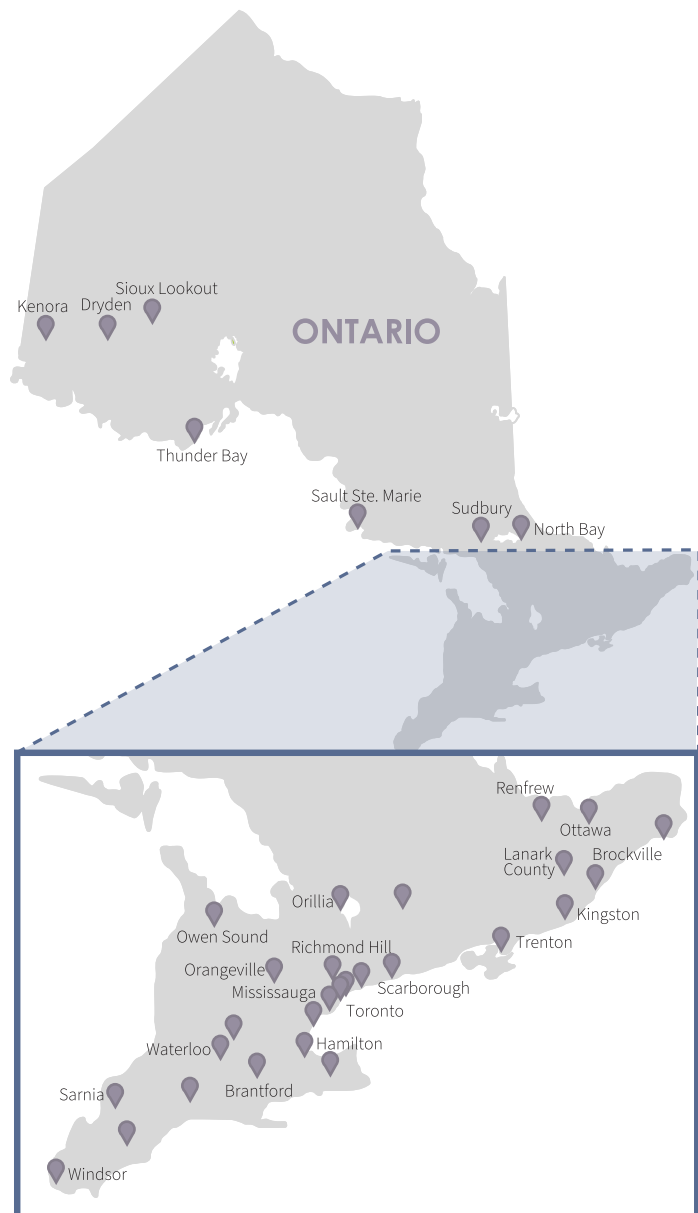 Sioux Lookout
Kenora
Dryden
ONTARIO
Thunder Bay
Sault Ste. Marie
Sudbury
North Bay
Renfrew
Ottawa
Lanark
County
Brockville
Orillia
Kingston
Owen Sound
Trenton
Richmond Hill
Orangeville
Scarborough
Mississauga
Toronto
Hamilton
Waterloo
Brantford
Sarnia
Windsor